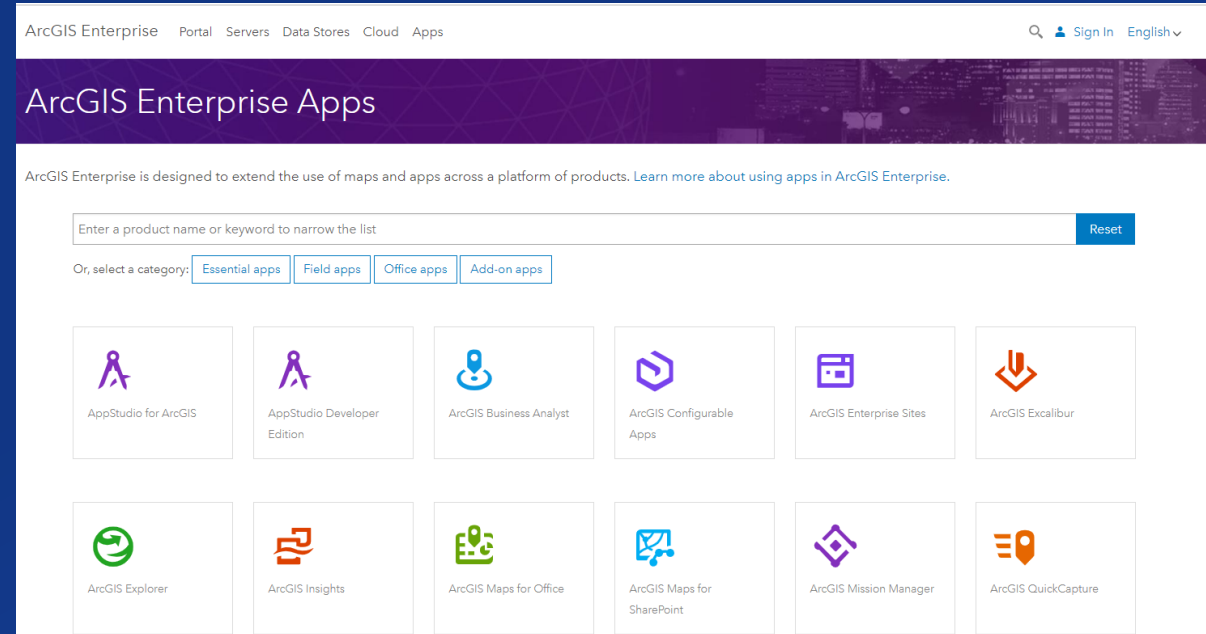 ArcGIS Enterprise Portal Servers Data Stores Cloud Apps Sign In English
ArcGIS Enterprise Apps
ArcGIS Enterprise is designed to extend the use of maps and apps across a platform of products. Learn more about using apps in ArcGIS Enterprise.
Enter a product name or keyword to narrow the list Reset
Or, select a category: Essential apps Field apps Office apps Add-on apps
AppStudio for ArcGIS
AppStudio Developer
Edition
ArcGIS Business Analyst
ArcGIS Configurable
Apps
ArcGIS Enterprise Sites
ArcGIS Excalibur
ArcGIS Explorer
ArcGIS Insights
ArcGIS Maps for Office
ArcGIS Maps for
SharePoint
ArcGIS Mission Manager
ArcGIS QuickCapture